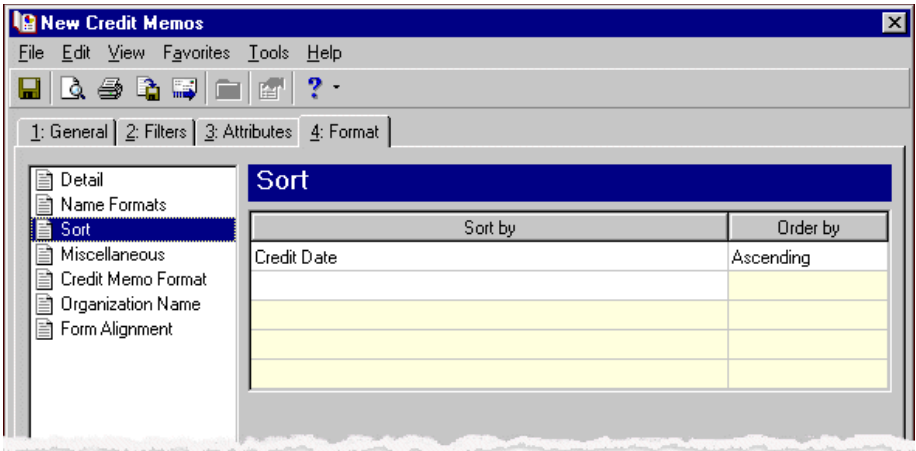 New Credit Memos
File Edit View Favorites Tools Help
?
1: General 2: Filters 3: Attributes 4: Format
Detail
Name Formats
Sort
Miscellaneous
Credit Memo Format
Organization Name
Form Alignment
Sort
Sort by Order by
Credit Date Ascending